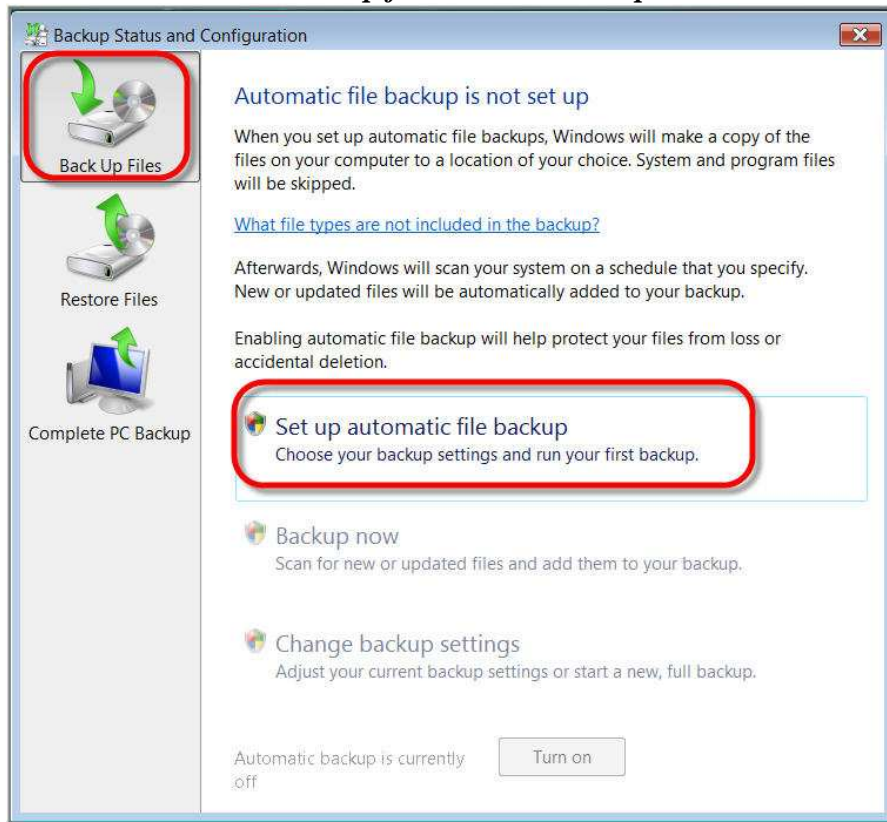 Backup Status and Configuration
Back Up Files
Restore Files
Complete PC Backup
Automatic file backup is not set up
When you set up automatic file backups, Windows will make a copy of the
files on your computer to a location of your choice. System and program files
will be skipped.
What file types are not included in the backup?
Afterwards, Windows will scan your system on a schedule that you specify.
New or updated files will be automatically added to your backup.
Enabling automatic file backup will help protect your files from loss or
accidental deletion.
Set up automatic file backup
Choose your backup settings and run your first backup.
Backup now
Scan for new or updated files and add them to your backup.
Change backup settings
Adjust your current backup settings or start a new, full backup.
Automatic backup is currently
off
Turn on